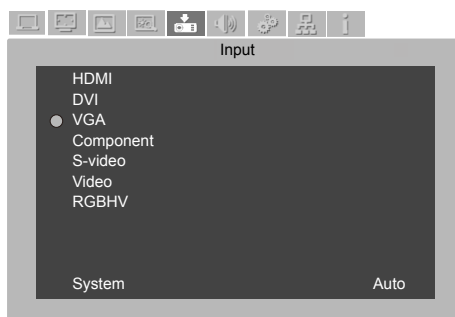 Input
HDMI
DVI
VGA
Component
S-video
Video
RGBHV
System Auto